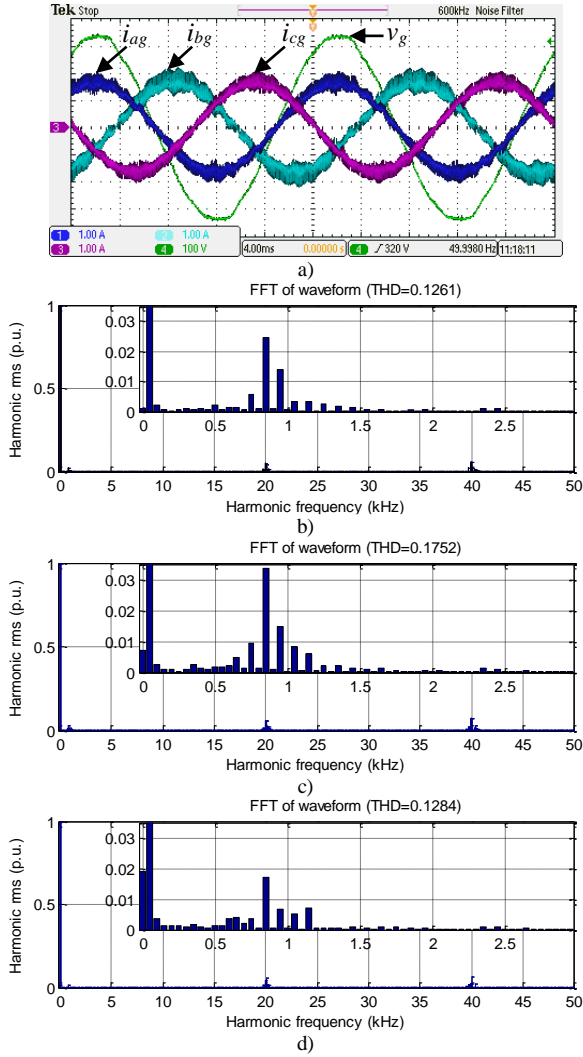 Tek Stop 600kHz Noise Filter
iag ibg icg vg
3
1 1.00 A 2 1.00 A
3 1.00 A 4 100 V
4.00ms 0.00000 s 4 320 V 49.9980 Hz 11:18:11
a)
FFT of waveform (THD=0.1261)
Harmonic rms (p.u.)
1
0.5
0
0.03
0.02
0.01
0
0 0.5 1 1.5 2 2.5
0 5 10 15 20 25 30 35 40 45 50
Harmonic frequency (kHz)
b)
FFT of waveform (THD=0.1752)
Harmonic rms (p.u.)
1
0.5
0
0.03
0.02
0.01
0
0 0.5 1 1.5 2 2.5
0 5 10 15 20 25 30 35 40 45 50
Harmonic frequency (kHz)
c)
FFT of waveform (THD=0.1284)
Harmonic rms (p.u.)
1
0.5
0
0.03
0.02
0.01
0
0 0.5 1 1.5 2 2.5
0 5 10 15 20 25 30 35 40 45 50
Harmonic frequency (kHz)
d)